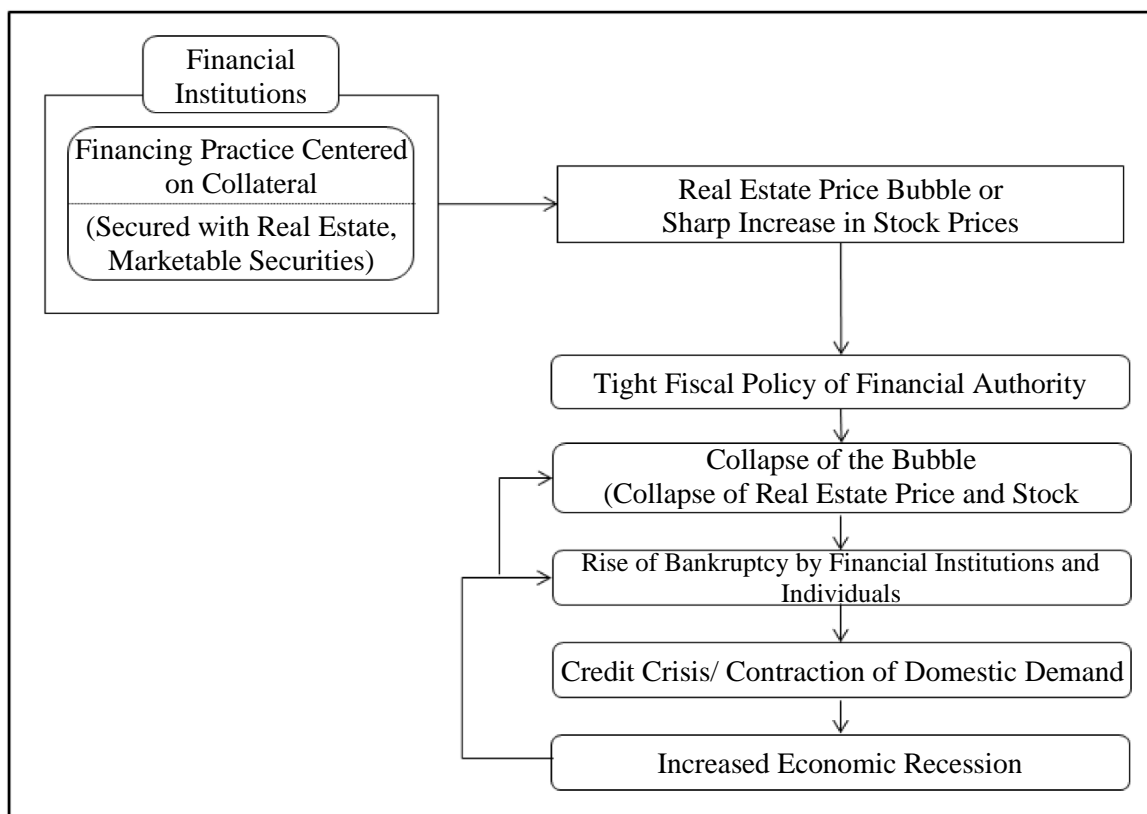 Financial
Institutions
Financing Practice Centered
on Collateral
(Secured with Real Estate,
Marketable Securities)
Real Estate Price Bubble or
Sharp Increase in Stock Prices
Tight Fiscal Policy of Financial Authority
Collapse of the Bubble
(Collapse of Real Estate Price and Stock
Rise of Bankruptcy by Financial Institutions and
Individuals
Credit Crisis/ Contraction of Domestic Demand
Increased Economic Recession